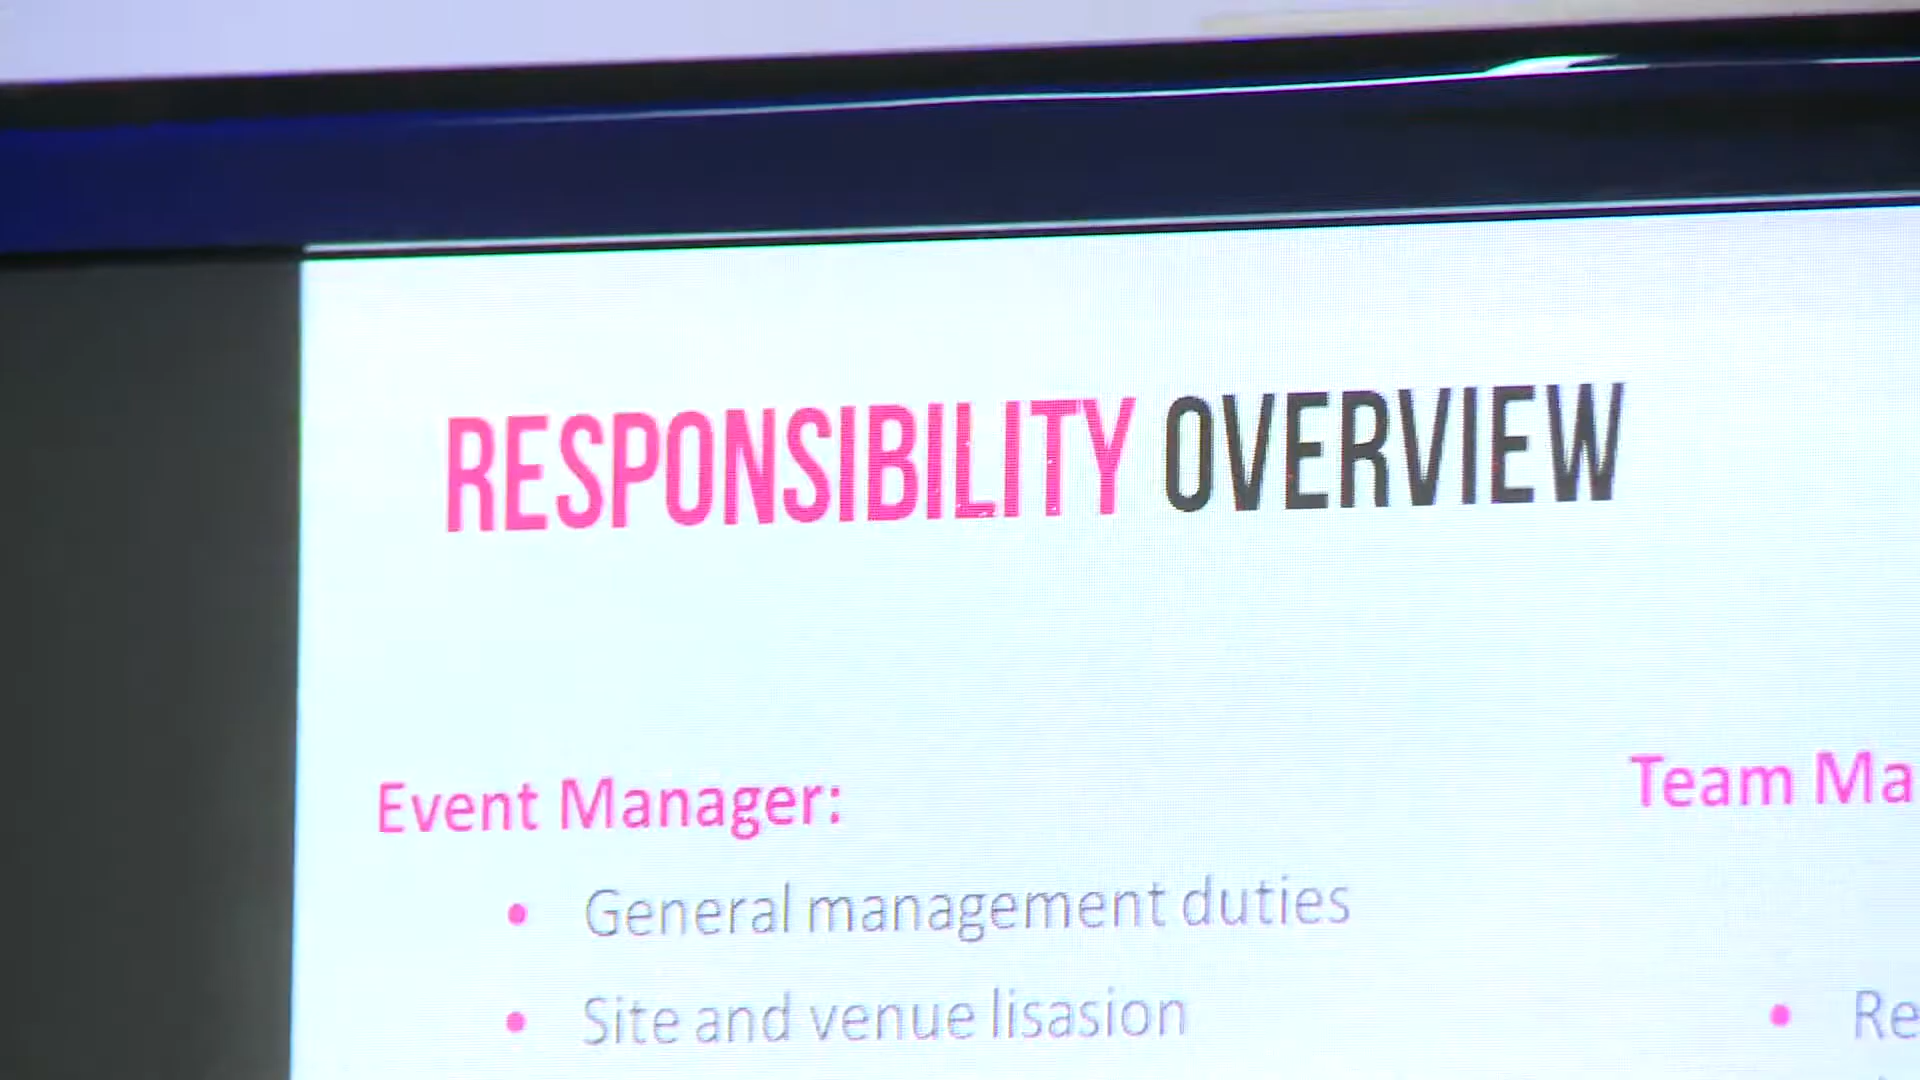 RESPONSIBILITY OVERVIEW
Event Manager:
• General management duties
• Site and venue lisasion
Team Ma
• Re